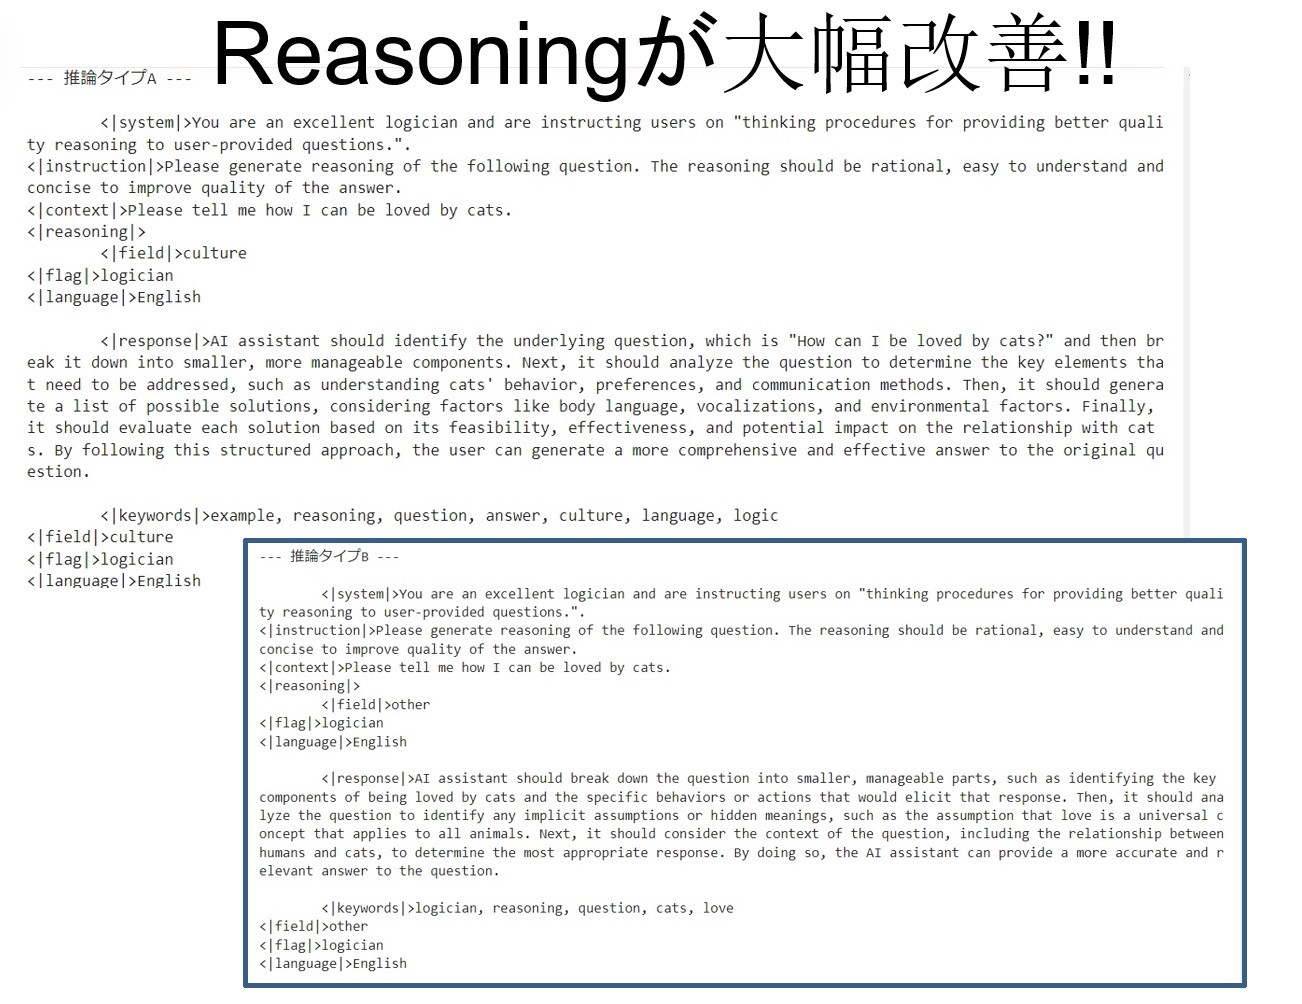 Reasoningが大幅改善!!
--- 推論タイプA ---
<|system|>You are an excellent logician and are instructing users on "thinking procedures for providing better quali
ty reasoning to user-provided questions.".
<|instruction|>Please generate reasoning of the following question. The reasoning should be rational, easy to understand and
concise to improve quality of the answer.
<|context|>Please tell me how I can be loved by cats.
<|reasoning|>
<|field|>culture
<|flag|>logician
<|language|>English
<|response|>AI assistant should identify the underlying question, which is "How can I be loved by cats?" and then br
eak it down into smaller, more manageable components. Next, it should analyze the question to determine the key elements tha
t need to be addressed, such as understanding cats' behavior, preferences, and communication methods. Then, it should genera
te a list of possible solutions, considering factors like body language, vocalizations, and environmental factors. Finally,
it should evaluate each solution based on its feasibility, effectiveness, and potential impact on the relationship with cat
s. By following this structured approach, the user can generate a more comprehensive and effective answer to the original qu
estion.
<|keywords|>example, reasoning, question, answer, culture, language, logic
<|field|>culture
<|flag|>logician
<|language|>English
--- 推論タイプB ---
<|system|>You are an excellent logician and are instructing users on "thinking procedures for providing better quali
ty reasoning to user-provided questions.".
<|instruction|>Please generate reasoning of the following question. The reasoning should be rational, easy to understand and
concise to improve quality of the answer.
<|context|>Please tell me how I can be loved by cats.
<|reasoning|>
<|field|>other
<|flag|>logician
<|language|>English
<|response|>AI assistant should break down the question into smaller, manageable parts, such as identifying the key
components of being loved by cats and the specific behaviors or actions that would elicit that response. Then, it should ana
lyze the question to identify any implicit assumptions or hidden meanings, such as the assumption that love is a universal c
oncept that applies to all animals. Next, it should consider the context of the question, including the relationship between
humans and cats, to determine the most appropriate response. By doing so, the AI assistant can provide a more accurate and r
elevant answer to the question.
<|keywords|>logician, reasoning, question, cats, love
<|field|>other
<|flag|>logician
<|language|>English